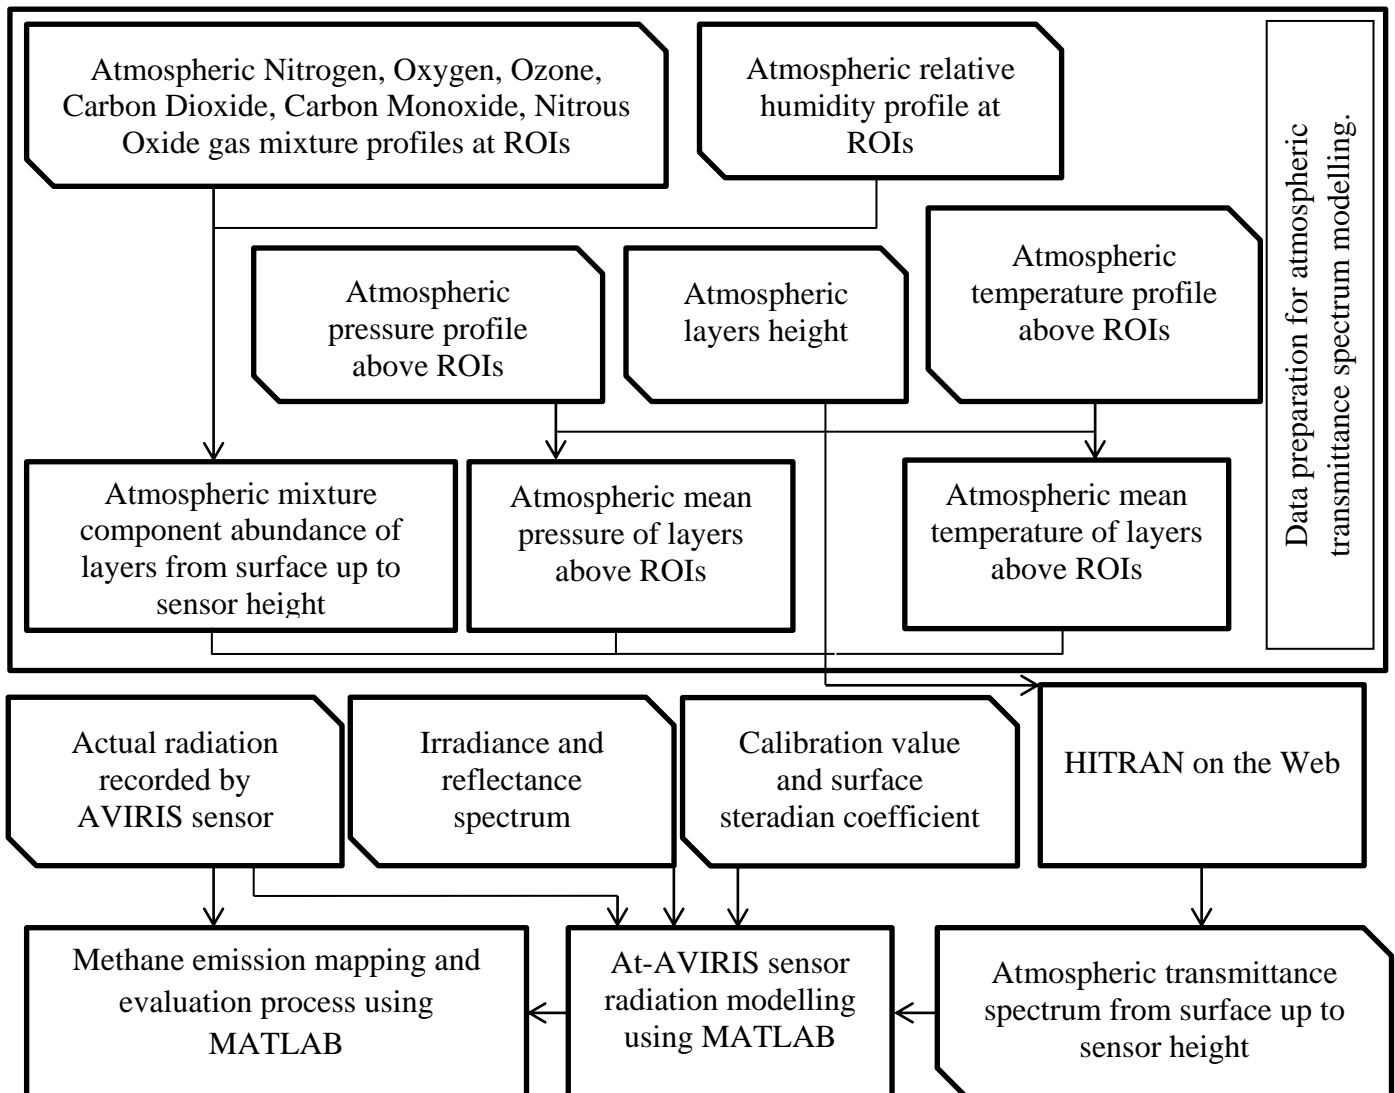 Atmospheric Nitrogen, Oxygen, Ozone,
Carbon Dioxide, Carbon Monoxide, Nitrous
Oxide gas mixture profiles at ROIs
Atmospheric relative
humidity profile at
ROIs
Data preparation for atmospheric
transmittance spectrum modelling.
Atmospheric
pressure profile
above ROIs
Atmospheric
layers height
Atmospheric
temperature profile
above ROIs
Atmospheric mixture
component abundance of
layers from surface up to
sensor height
Atmospheric mean
pressure of layers
above ROIs
Atmospheric mean
temperature of layers
above ROIs
Actual radiation
recorded by
AVIRIS sensor
Irradiance and
reflectance
spectrum
Calibration value
and surface
steradian coefficient
HITRAN on the Web
Methane emission mapping and
evaluation process using
MATLAB
At-AVIRIS sensor
radiation modelling
using MATLAB
Atmospheric transmittance
spectrum from surface up to
sensor height